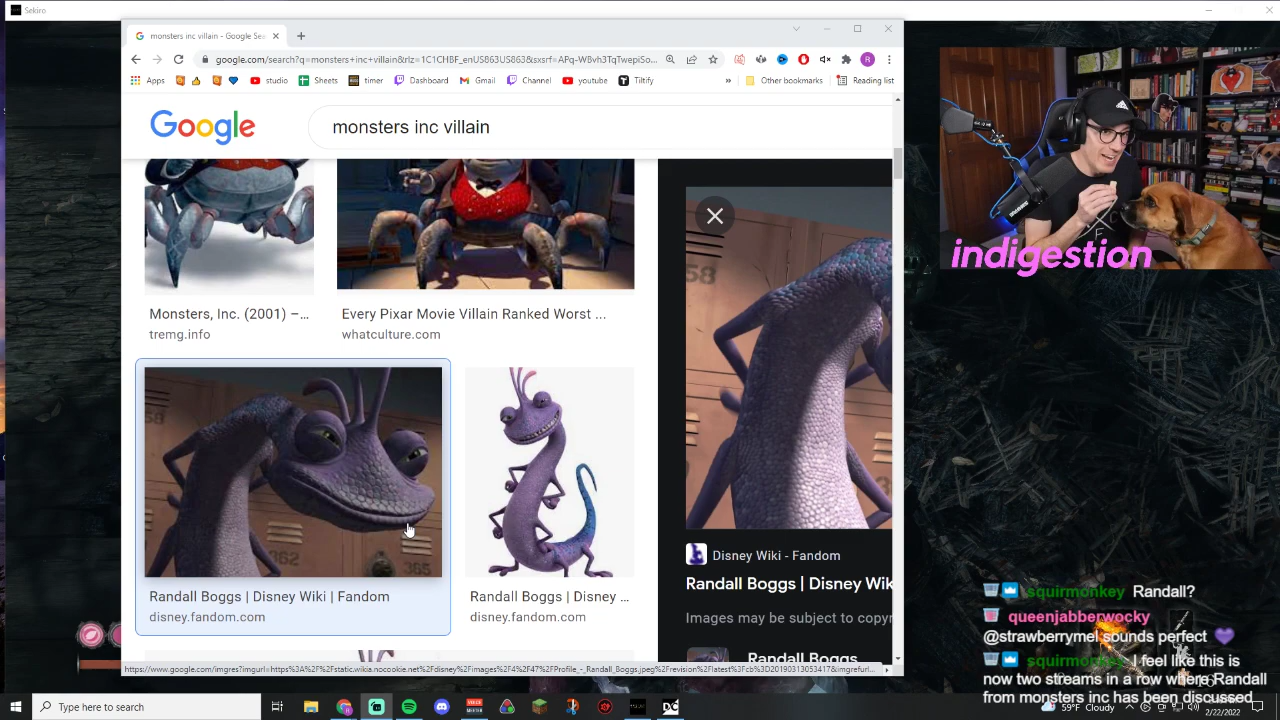 Sekiro
monsters inc villain - Google Sea
google.com/search?q=monsters+inc+villain&rlz=
Apps
studio
Sheets
timer
Dashboard
Gmail
Channel
youtube
Tiltify
»
Other bookmarks
Reading list
Google
monsters inc villain
Monsters, Inc. (2001) –...
tremg.info
Every Pixar Movie Villain Ranked Worst ...
whatculture.com
362
365
58
Randall Boggs | Disney Wiki | Fandom
disney.fandom.com
Randall Boggs | Disney ...
disney.fandom.com
Disney Wiki - Fandom
Randall Boggs | Disney Wik
Images may be subject to copyr
Randall Boggs
indigestion
squirmonkey Randall?
queenjabberwocky
@strawberrymel sounds perfect
squirmonkey I feel like this is
now two streams in a row where Randall
from monsters inc has been discussed
Type here to search
59°F Cloudy
2/22/2022